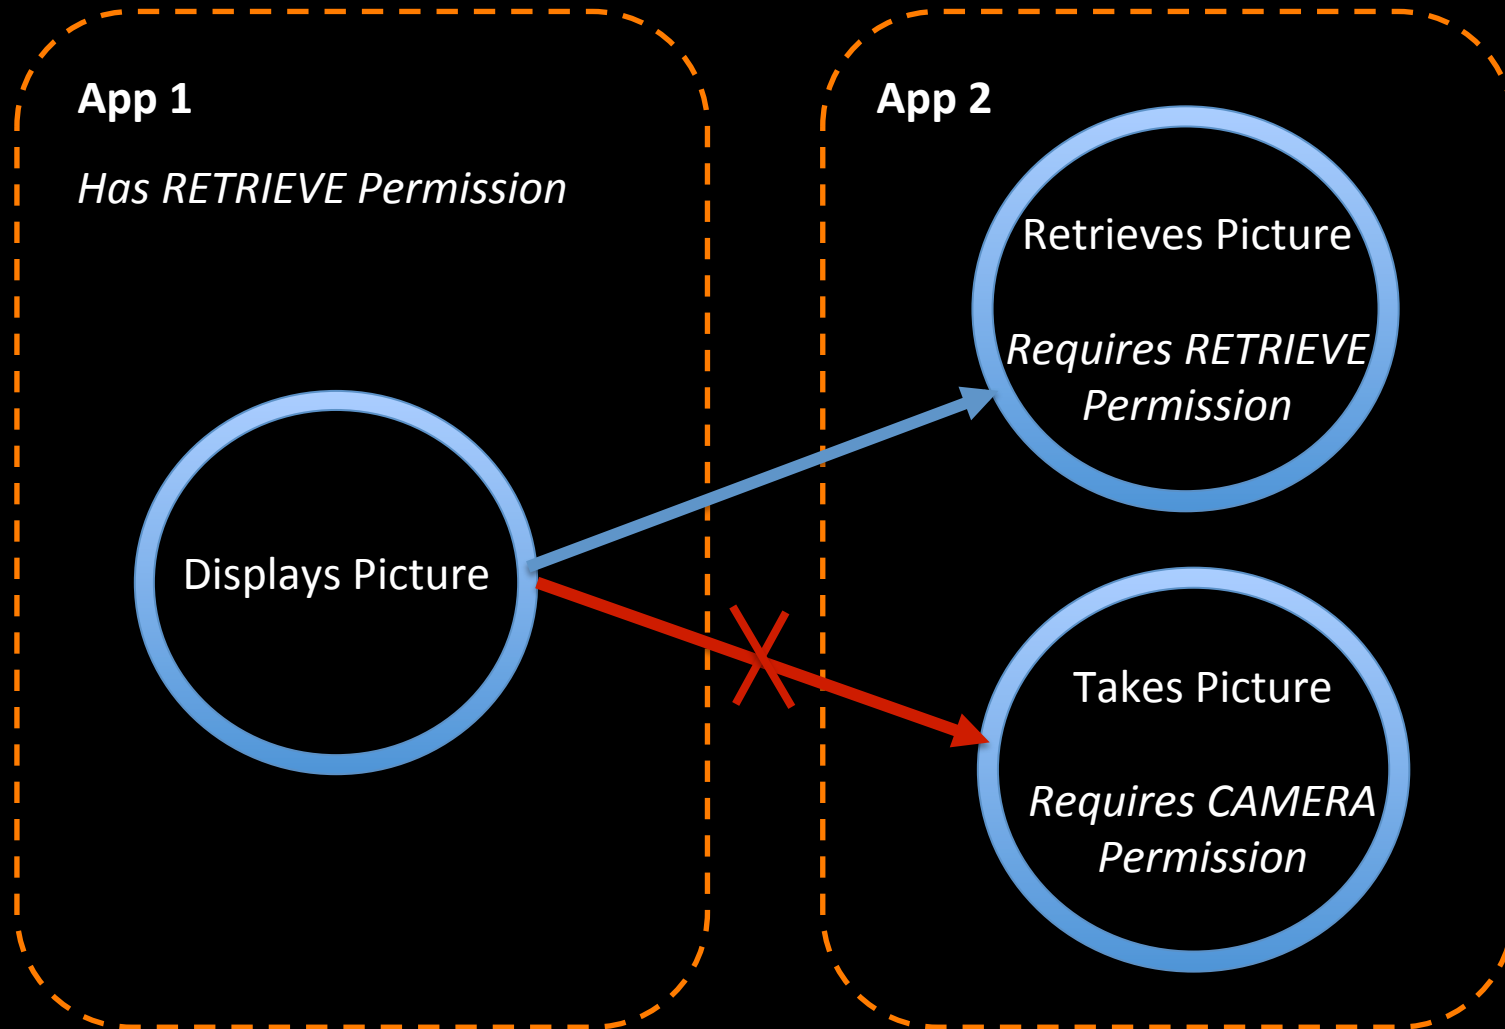 App 1
Has RETRIEVE Permission
Displays Picture
App 2
Retrieves Picture
Requires RETRIEVE
Permission
Takes Picture
Requires CAMERA
Permission